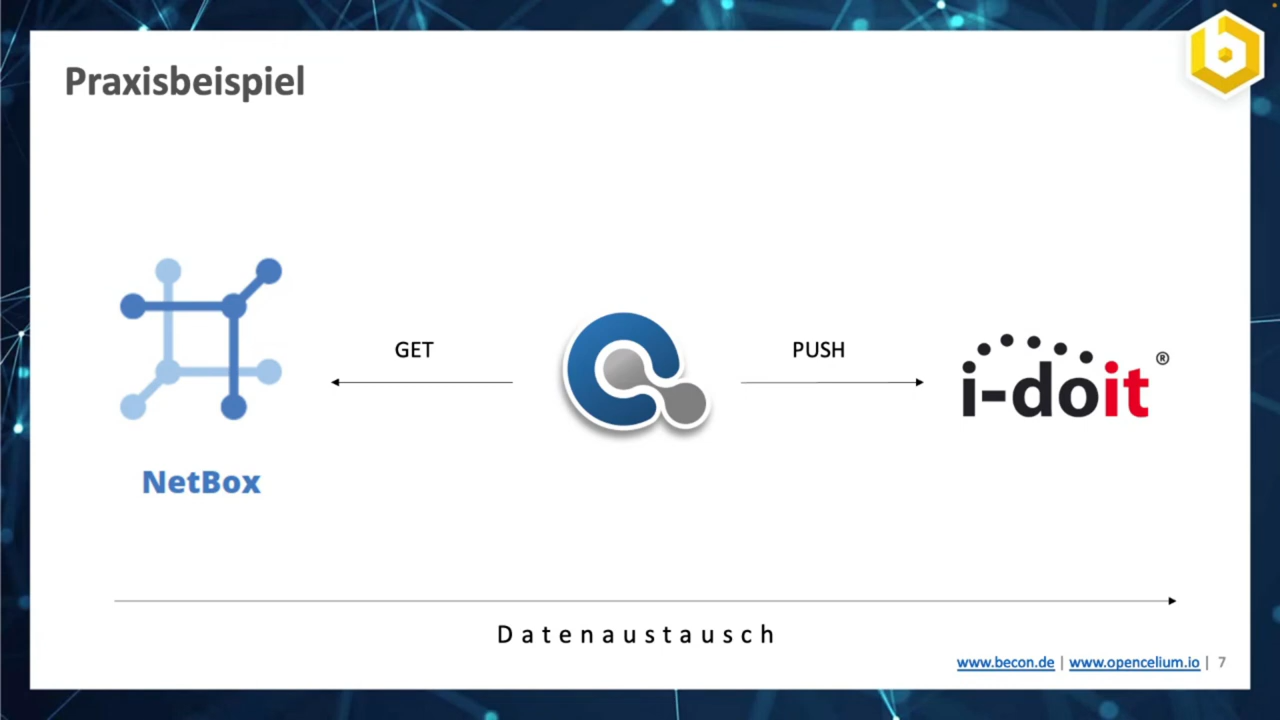 Praxisbeispiel
GET
PUSH
i-doit®
NetBox
Datenaustausch
www.becon.de | www.opencelium.io | 7